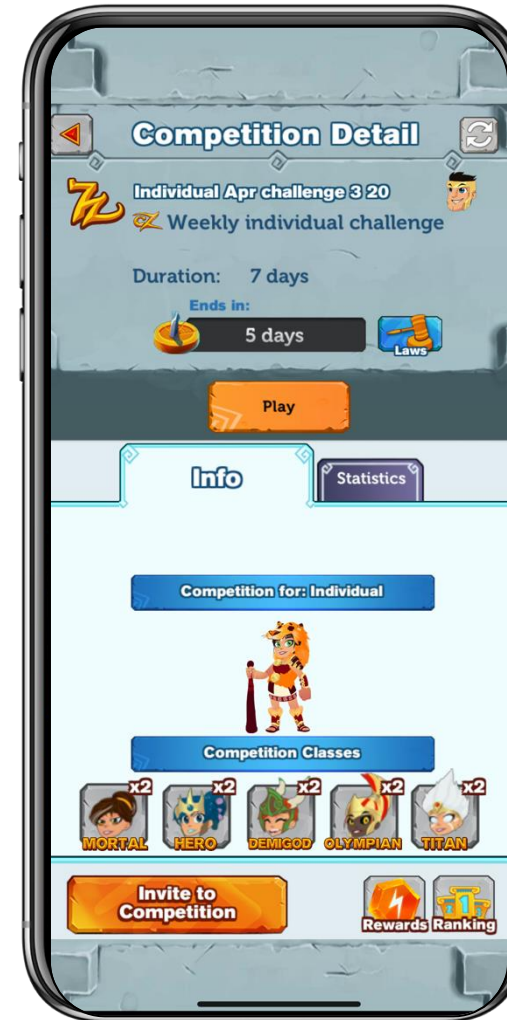 Competition Detail
Individual Apr challenge 3 20
Weekly individual challenge
Duration: 7 days
Ends in:
5 days
Laws
Play
Info
Statistics
Competition for: Individual
Competition Classes
x2 x2 x2 x2 x2
MORTAL HERO DEMIGOD OLYMPIAN TITAN
Invite to
Competition
1
Rewards Ranking